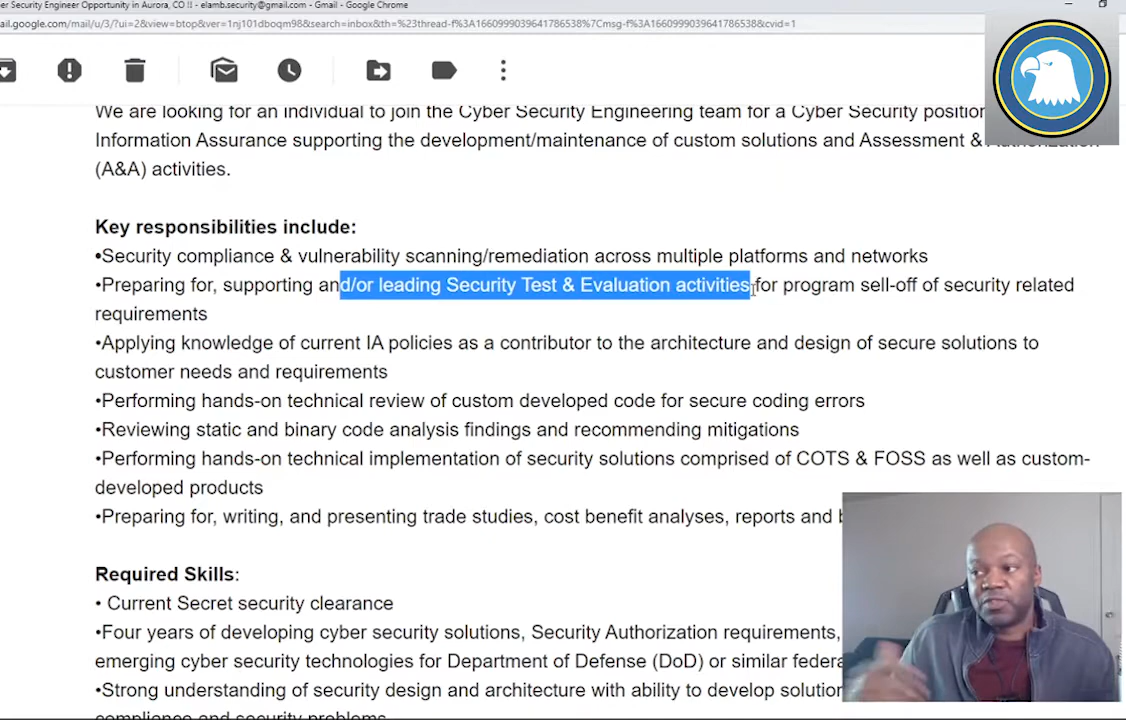 er Security Engineer Opportunity in Aurora, CO !! - elamb.security@gmail.com - Gmail - Google Chrome
ail.google.com/mail/u/3/?ui=2&view=btop&ver=1nj101dboqm98&search=inbox&th=%23thread-f%3A1660999039641786538%7Cmsg-f%3A1660999039641786538&cvid=1
We are looking for an individual to join the Cyber Security Engineering team for a Cyber Security position
Information Assurance supporting the development/maintenance of custom solutions and Assessment &
(A&A) activities.
Key responsibilities include:
•Security compliance & vulnerability scanning/remediation across multiple platforms and networks
•Preparing for, supporting and/or leading Security Test & Evaluation activities for program sell-off of security related
requirements
•Applying knowledge of current IA policies as a contributor to the architecture and design of secure solutions to
customer needs and requirements
•Performing hands-on technical review of custom developed code for secure coding errors
•Reviewing static and binary code analysis findings and recommending mitigations
•Performing hands-on technical implementation of security solutions comprised of COTS & FOSS as well as custom-
developed products
•Preparing for, writing, and presenting trade studies, cost benefit analyses, reports and
Required Skills:
• Current Secret security clearance
•Four years of developing cyber security solutions, Security Authorization requirements,
emerging cyber security technologies for Department of Defense (DoD) or similar
•Strong understanding of security design and architecture with ability to develop
compliance and security problems